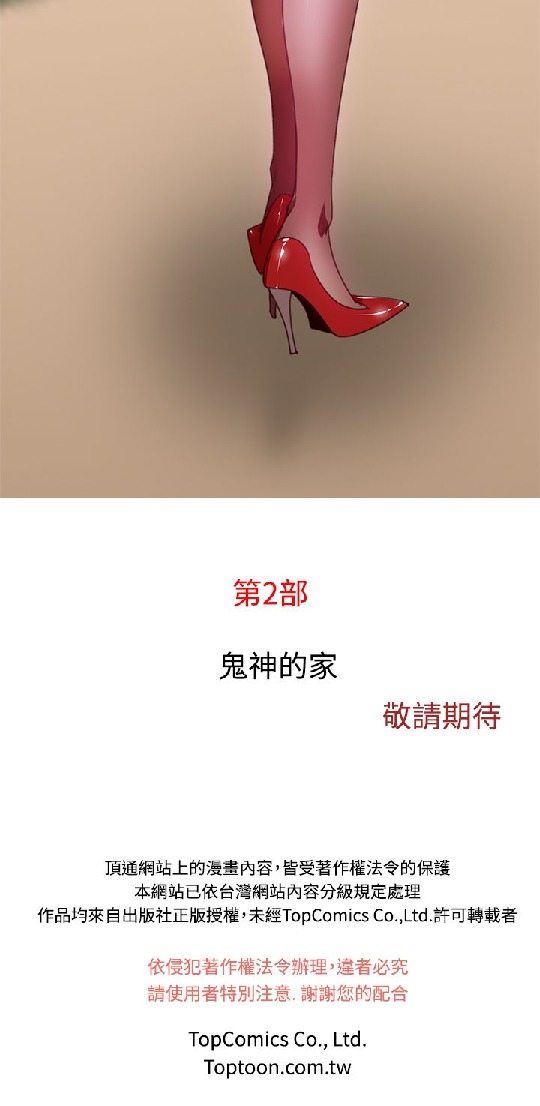 第2部
鬼神的家
敬請期待
頂通網站上的漫畫內容,皆受著作權法令的保護
本網站已依台灣網站內容分級規定處理
作品均來自出版社正版授權,未經TopComics Co.,Ltd.許可轉載者
依侵犯著作權法令辦理,違者必究
請使用者特別注意. 謝謝您的配合
TopComics Co., Ltd.
Toptoon.com.tw